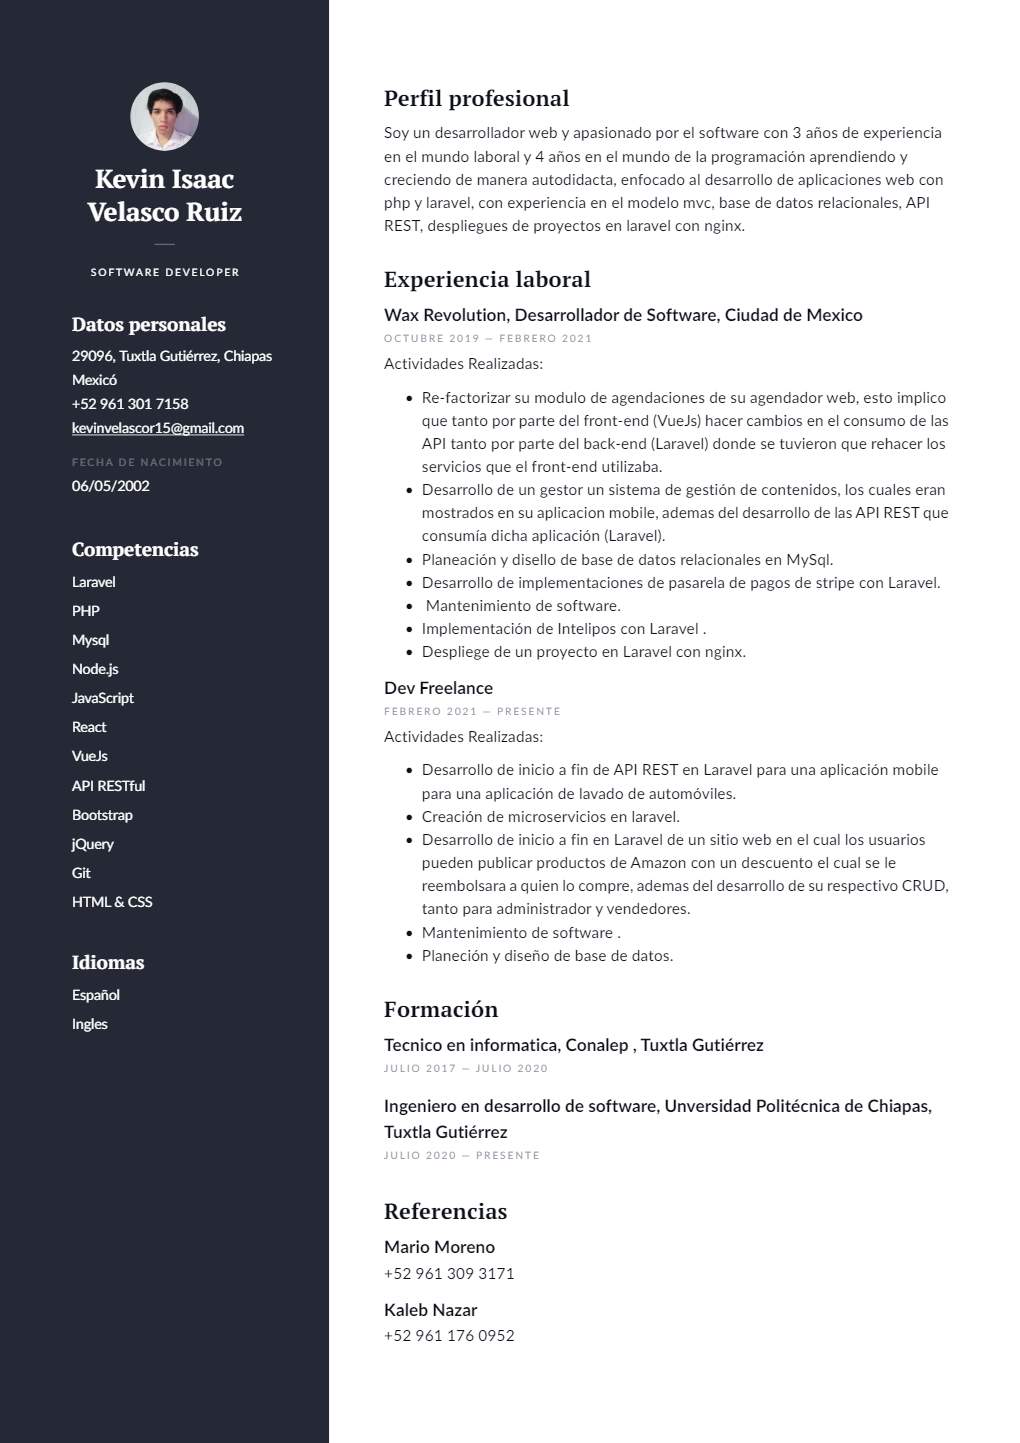 Kevin Isaac
Velasco Ruiz
SOFTWARE DEVELOPER
Datos personales
29096, Tuxtla Gutiérrez, Chiapas
Mexicó
+52 961 301 7158
kevinvelascor15@gmail.com
FECHA DE NACIMIENTO
06/05/2002
Competencias
Laravel
PHP
Mysql
Node.js
JavaScript
React
VueJs
API RESTful
Bootstrap
jQuery
Git
HTML & CSS
Idiomas
Español
Ingles
Perfil profesional
Soy un desarrollador web y apasionado por el software con 3 años de experiencia
en el mundo laboral y 4 años en el mundo de la programación aprendiendo y
creciendo de manera autodidacta, enfocado al desarrollo de aplicaciones web con
php y laravel, con experiencia en el modelo mvc, base de datos relacionales, API
REST, despliegues de proyectos en laravel con nginx.
Experiencia laboral
Wax Revolution, Desarrollador de Software, Ciudad de Mexico
OCTUBRE 2019 — FEBRERO 2021
Actividades Realizadas:
• Re-factorizar su modulo de agendaciones de su agendador web, esto implico
que tanto por parte del front-end (VueJs) hacer cambios en el consumo de las
API tanto por parte del back-end (Laravel) donde se tuvieron que rehacer los
servicios que el front-end utilizaba.
• Desarrollo de un gestor un sistema de gestión de contenidos, los cuales eran
mostrados en su aplicacion mobile, ademas del desarrollo de las API REST que
consumía dicha aplicación (Laravel).
• Planeación y disello de base de datos relacionales en MySql.
• Desarrollo de implementaciones de pasarela de pagos de stripe con Laravel.
• Mantenimiento de software.
• Implementación de Intelipos con Laravel .
• Despliege de un proyecto en Laravel con nginx.
Dev Freelance
FEBRERO 2021 — PRESENTE
Actividades Realizadas:
• Desarrollo de inicio a fin de API REST en Laravel para una aplicación mobile
para una aplicación de lavado de automóviles.
• Creación de microservicios en laravel.
• Desarrollo de inicio a fin en Laravel de un sitio web en el cual los usuarios
pueden publicar productos de Amazon con un descuento el cual se le
reembolsara a quien lo compre, ademas del desarrollo de su respectivo CRUD,
tanto para administrador y vendedores.
• Mantenimiento de software .
• Planeción y diseño de base de datos.
Formación
Tecnico en informatica, Conalep , Tuxtla Gutiérrez
JULIO 2017 — JULIO 2020
Ingeniero en desarrollo de software, Unversidad Politécnica de Chiapas,
Tuxtla Gutiérrez
JULIO 2020 — PRESENTE
Referencias
Mario Moreno
+52 961 309 3171
Kaleb Nazar
+52 961 176 0952